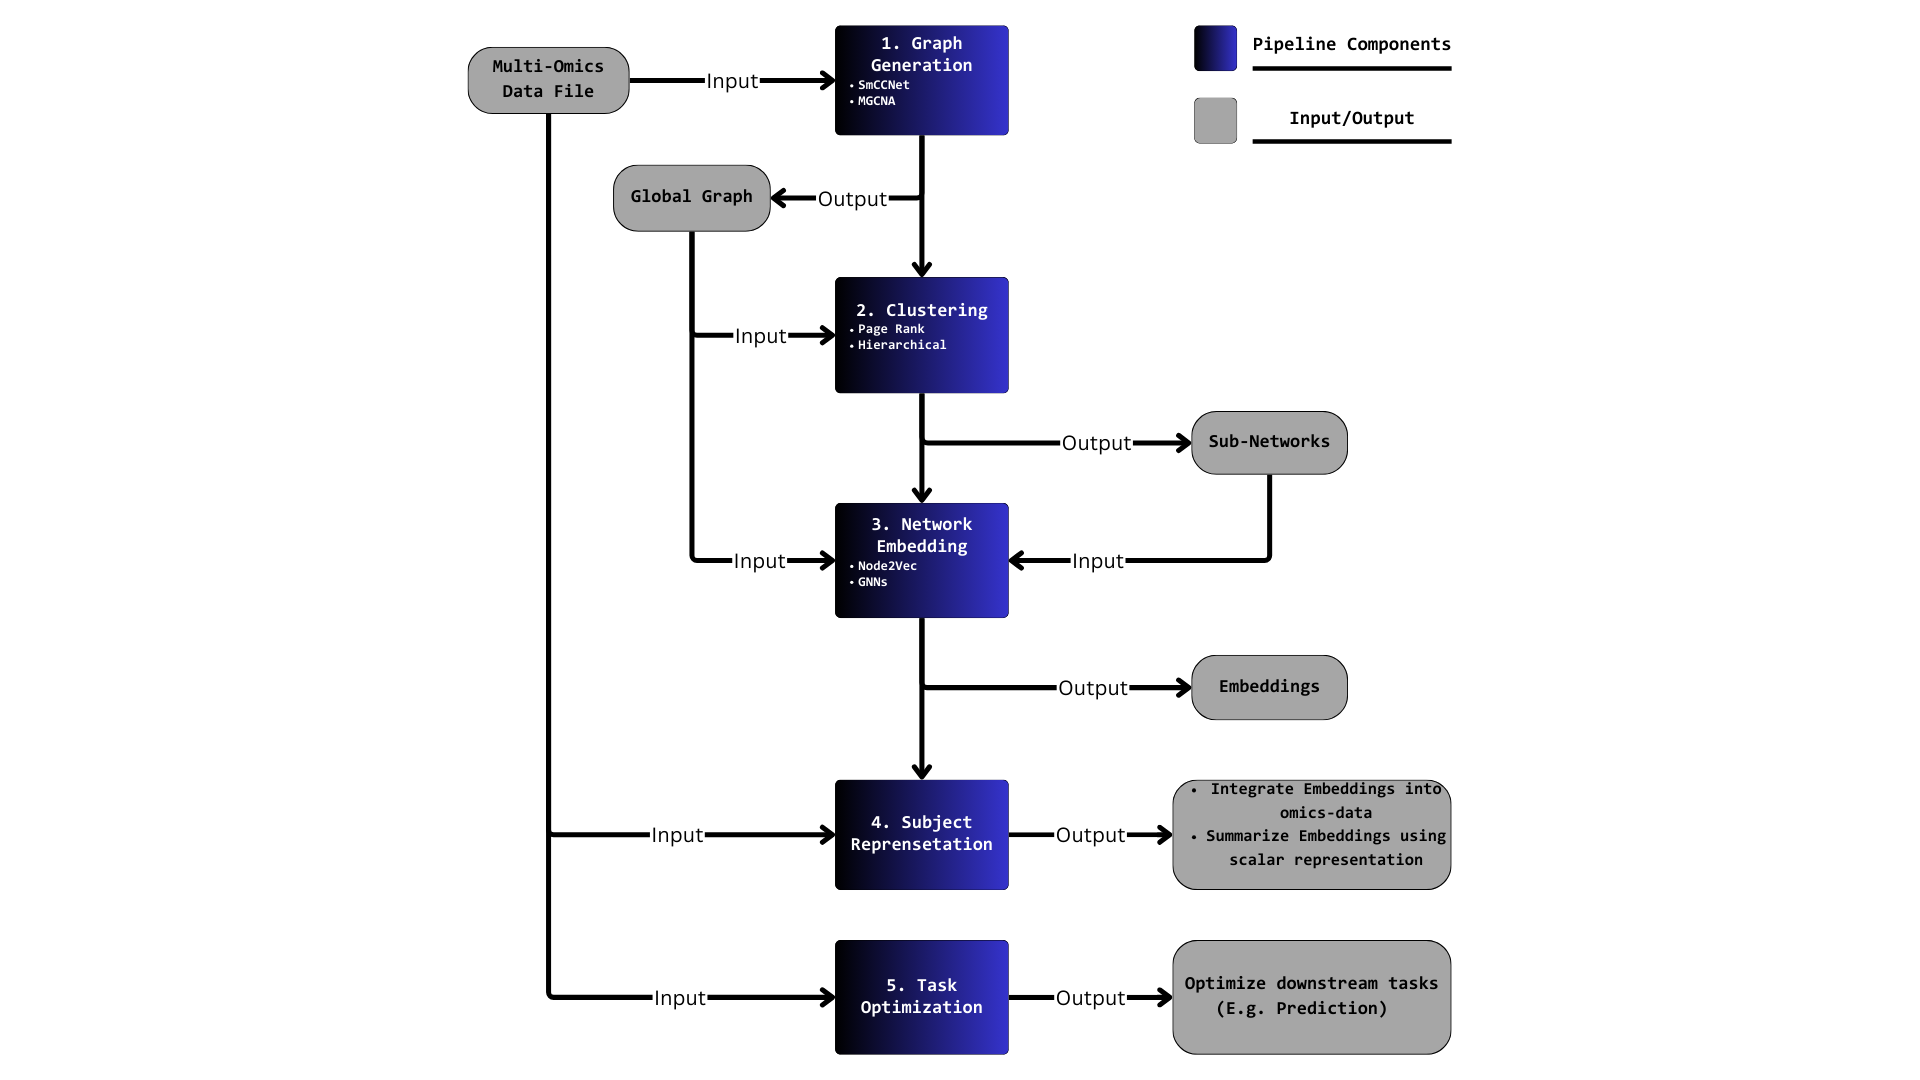 Multi-Omics
Data File
Input
1. Graph
Generation
• SmCCNet
• MGCNA
Pipeline Components
Input/Output
Global Graph
Output
Input
2. Clustering
• Page Rank
• Hierarchical
Output
Sub-Networks
Input
3. Network
Embedding
• Node2Vec
• GNNs
Input
Output
Embeddings
Input
4. Subject
Reprensetation
Output
• Integrate Embeddings into
omics-data
• Summarize Embeddings using
scalar representation
Input
5. Task
Optimization
Output
Optimize downstream tasks
(E.g. Prediction)